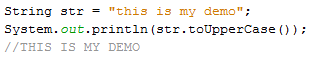 String str = "this is my demo";
System.out.println(str.toUpperCase());
//THIS IS MY DEMO